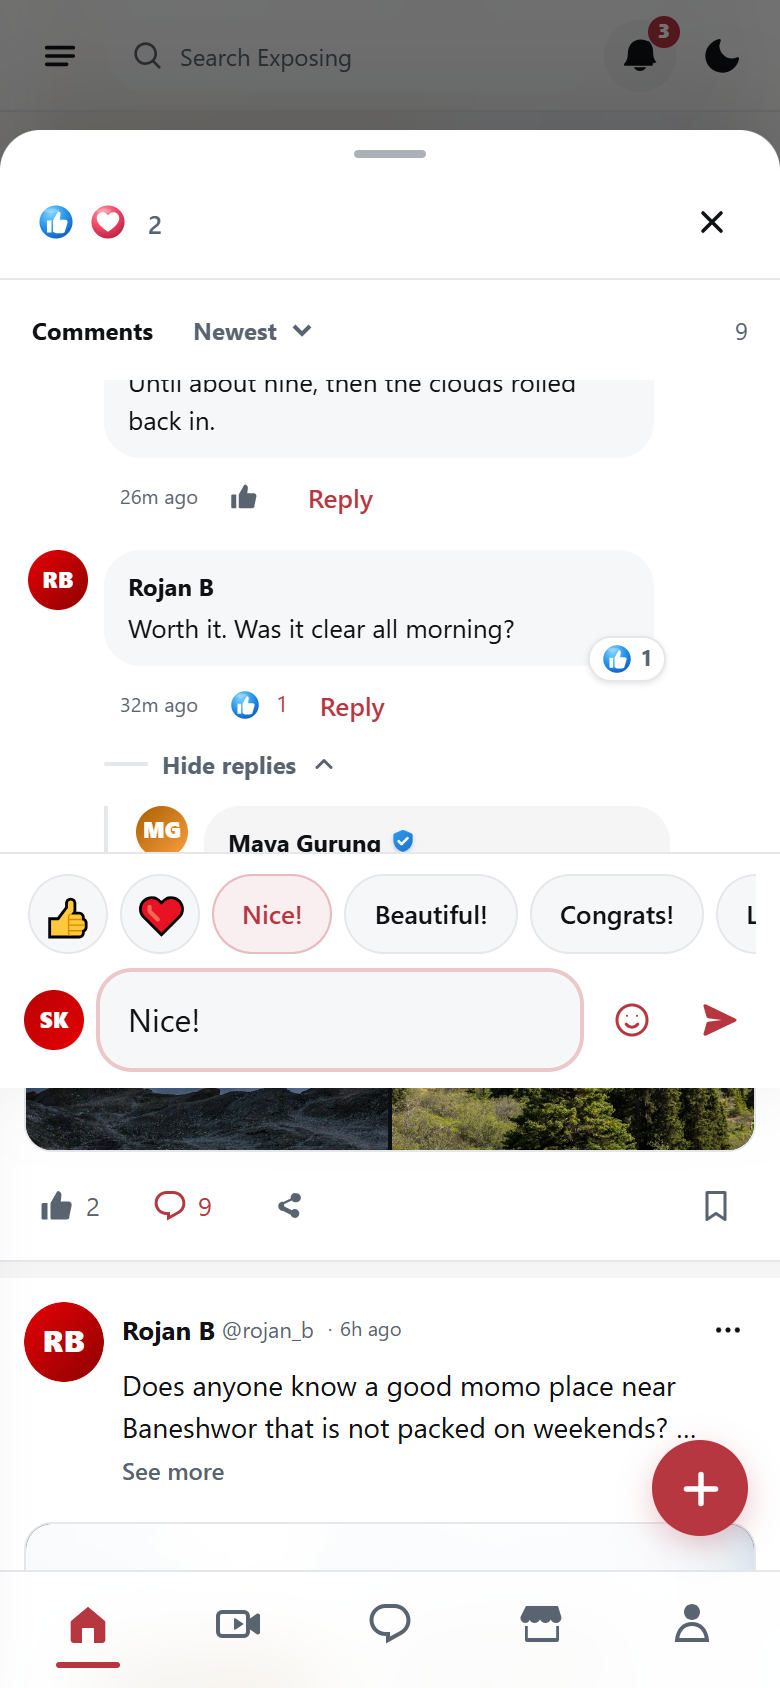 Search Exposing
3
2
Comments
Newest
9
Until about nine, then the clouds rolled
back in.
26m ago
Reply
RB
Rojan B
Worth it. Was it clear all morning?
1
32m ago
1
Reply
Hide replies
MG
Maya Gurung
Nice!
Beautiful!
Congrats!
L
SK
Nice!
2
9
RB
Rojan B @rojan_b · 6h ago
Does anyone know a good momo place near
Baneshwor that is not packed on weekends? ...
See more